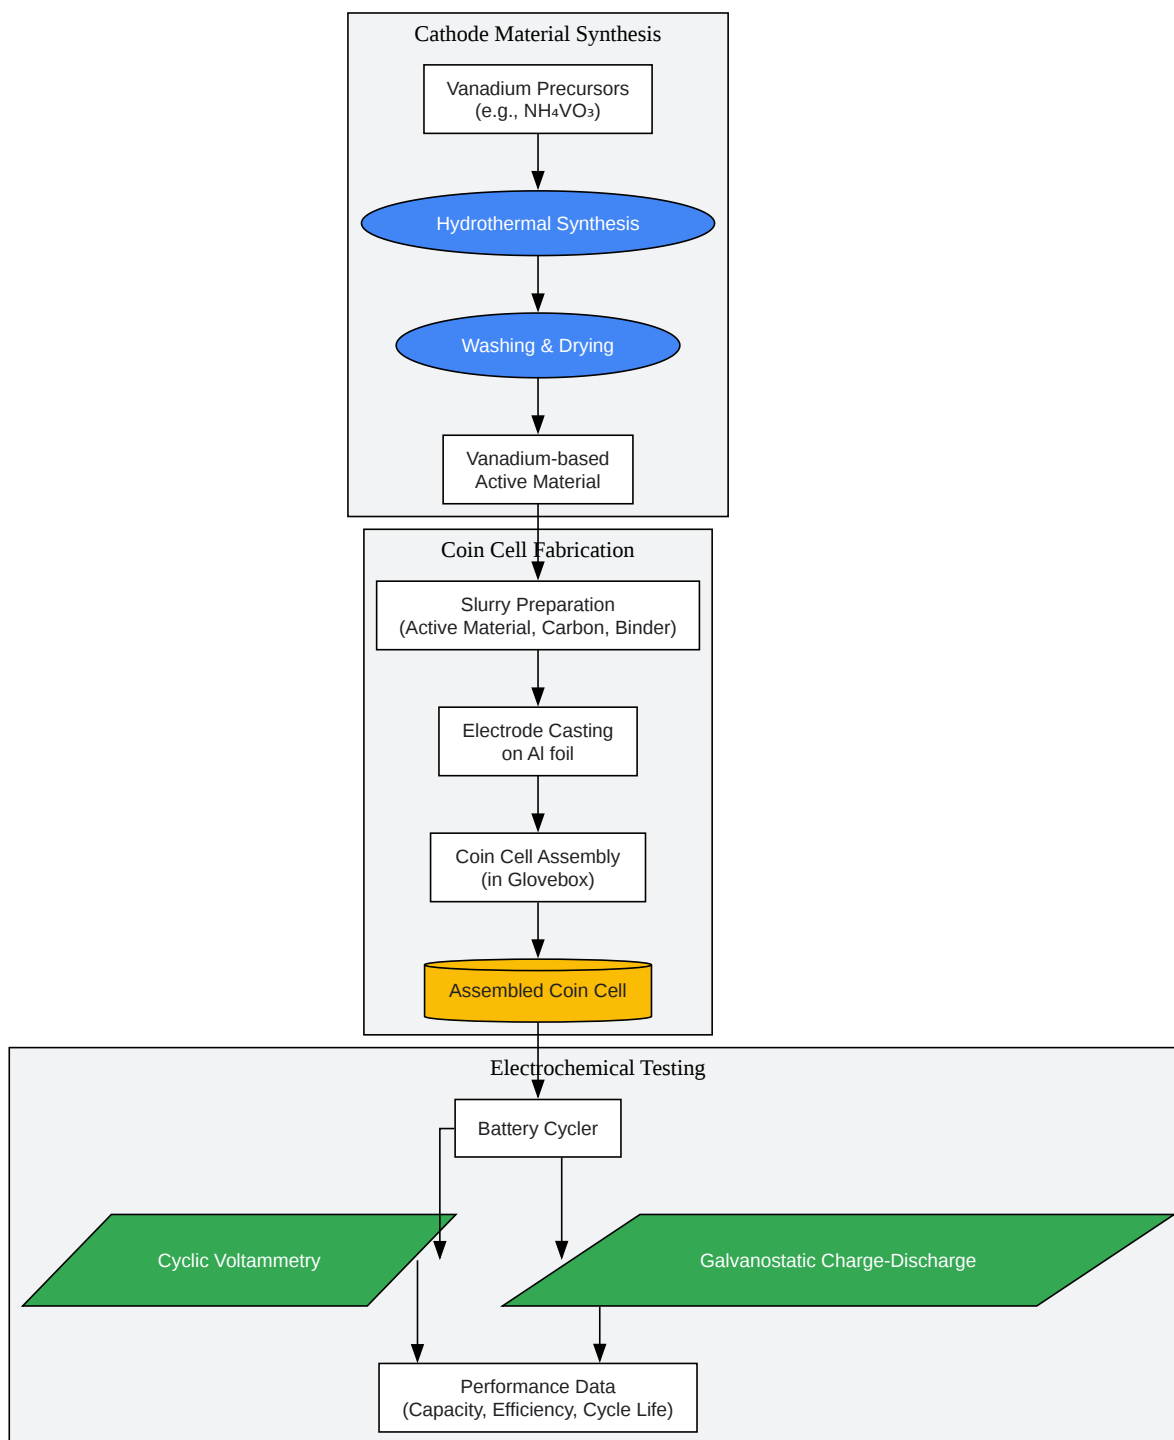 Cathode Material Synthesis
Vanadium Precursors
(e.g., NH₄VO₃)
Hydrothermal Synthesis
Washing & Drying
Vanadium-based
Active Material
Coin Cell Fabrication
Slurry Preparation
(Active Material, Carbon, Binder)
Electrode Casting
on Al foil
Coin Cell Assembly
(in Glovebox)
Assembled Coin Cell
Electrochemical Testing
Battery Cycler
Cyclic Voltammetry
Galvanostatic Charge-Discharge
Performance Data
(Capacity, Efficiency, Cycle Life)